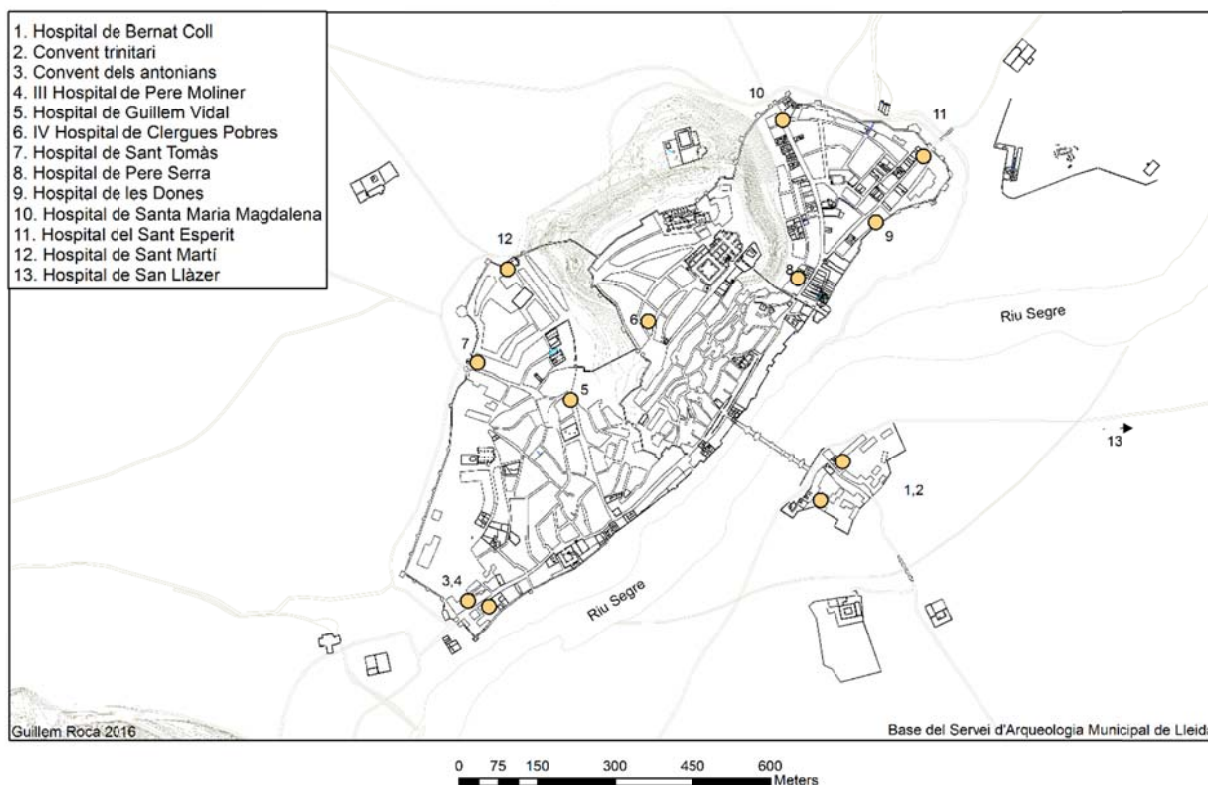 1. Hospital de Bernat Coll
2. Convent trinitari
3. Convent dels antonians
4. III Hospital de Pere Moliner
5. Hospital de Guillem Vidal
6. IV Hospital de Clergues Pobres
7. Hospital de Sant Tomàs
8. Hospital de Pere Serra
9. Hospital de les Dones
10. Hospital de Santa Maria Magdalena
11. Hospital del Sant Esperit
12. Hospital de Sant Martí
13. Hospital de San Llàzer
10
11
12
9
8
6
Riu Segre
7
5
13
1,2
3,4
Riu Segre
Guillem Roca 2016
Base del Servei d'Arqueologia Municipal de Lleida
0 75 150 300 450 600
Meters